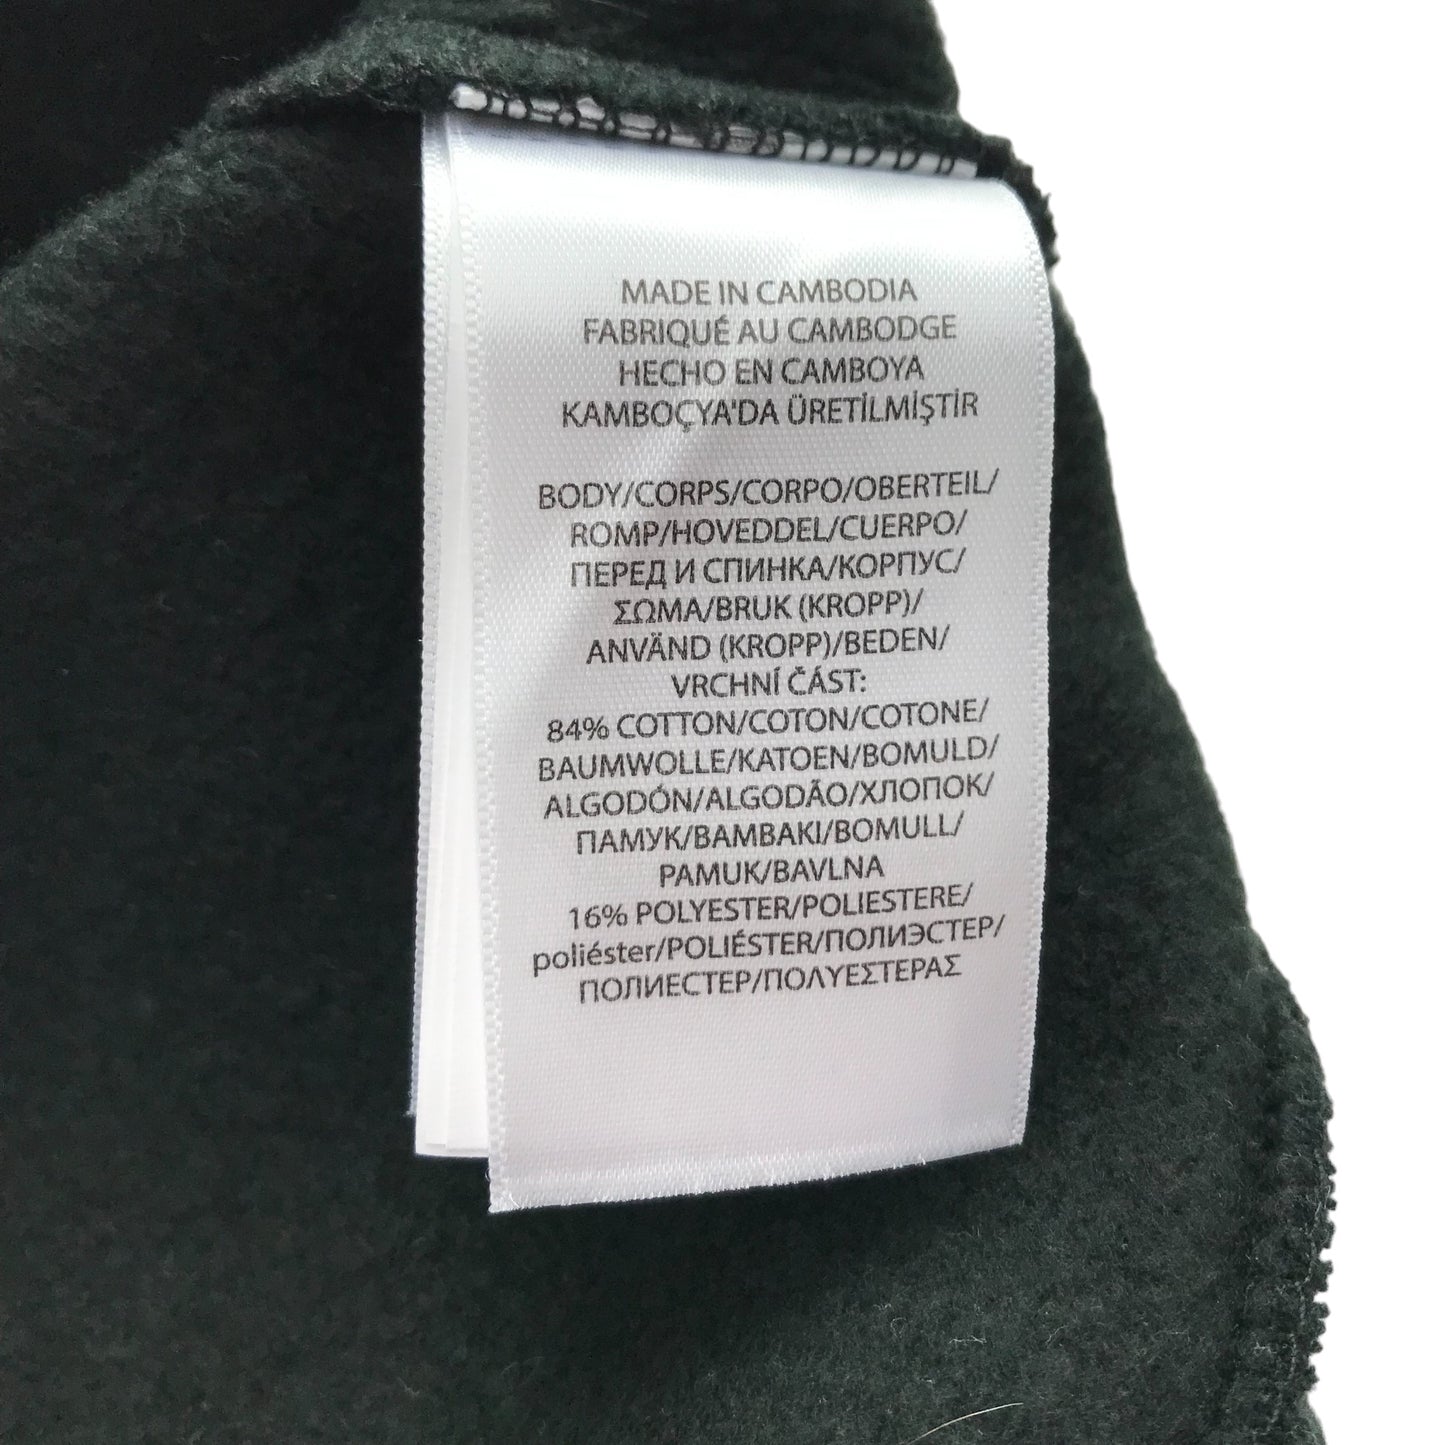 MADE IN CAMBODIA
FABRIQUÉ AU CAMBODGE
HECHO EN CAMBOYA
KAMBOÇYA'DA ÜRETİLMİŞTİR
BODY/CORPS/CORPO/OBERTEIL/
ROMP/HOVEDDEL/CUERPO/
ПЕРЕД И СПИНКА/КОРПУС/
ΣΩΜΑ/BRUK (KROPP)/
ANVÄND (KROPP)/BEDEN/
VRCHNÍ ČÁST:
84% COTTON/COTON/COTONE/
BAUMWOLLE/KATOEN/BOMULD/
ALGODÓN/ALGODÃO/ХЛОПОК/
ПАМУК/ΒΑΜΒΑΚΙ/BOMULL/
PAMUK/BAVLNA
16% POLYESTER/POLIESTERE/
poliéster/POLIÉSTER/ПОЛИЭСТЕР/
ПОЛИЕСТЕР/ΠΟΛΥΕΣΤΕΡΑΣ